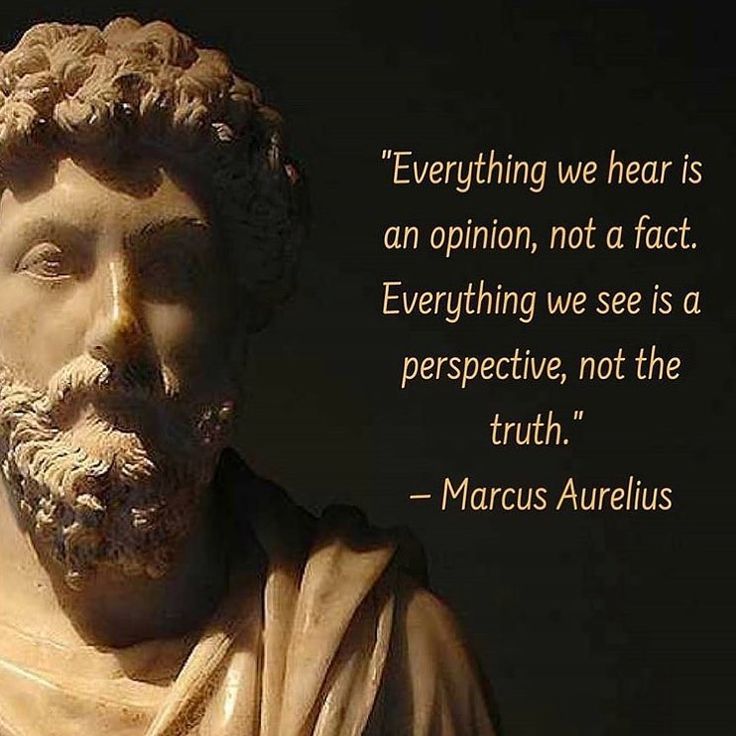 "Everything we hear is
an opinion, not a fact.
Everything we see is a
perspective, not the
truth."
– Marcus Aurelius